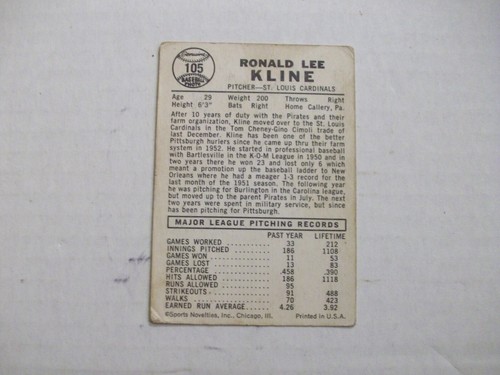 Genuine
105
BASEBALL
PHOTO
RONALD LEE
KLINE
PITCHER—ST. LOUIS CARDINALS
Age 29 Weight 200 Throws Right
Height 6'3" Bats Right Home Callery, Pa.
After 10 years of duty with the Pirates and their
farm organization, Kline moved over to the St. Louis
Cardinals in the Tom Cheney-Gino Cimoli trade of
last December. Kline has been one of the better
Pittsburgh hurlers since he came up thru their farm
system in 1952. He started in professional baseball
with Bartlesville in the K-O-M League in 1950 and in
two years there he won 23 and lost only 6 which
meant a promotion up the baseball ladder to New
Orleans where he had a meager 1-3 record for the
last month of the 1951 season. The following year
he was pitching for Burlington in the Carolina league,
but moved up to the parent Pirates in July. The next
two years were spent in military service, but since
has been pitching for Pittsburgh.
MAJOR LEAGUE PITCHING RECORDS
PAST YEAR LIFETIME
GAMES WORKED 33 212
INNINGS PITCHED 186 1108
GAMES WON 11 53
GAMES LOST 13 83
PERCENTAGE .458 .390
HITS ALLOWED 186 1118
RUNS ALLOWED 95
STRIKEOUTS 91 488
WALKS 70 423
EARNED RUN AVERAGE 4.26 3.92
©Sports Novelties, Inc., Chicago, Ill. Printed in U.S.A.